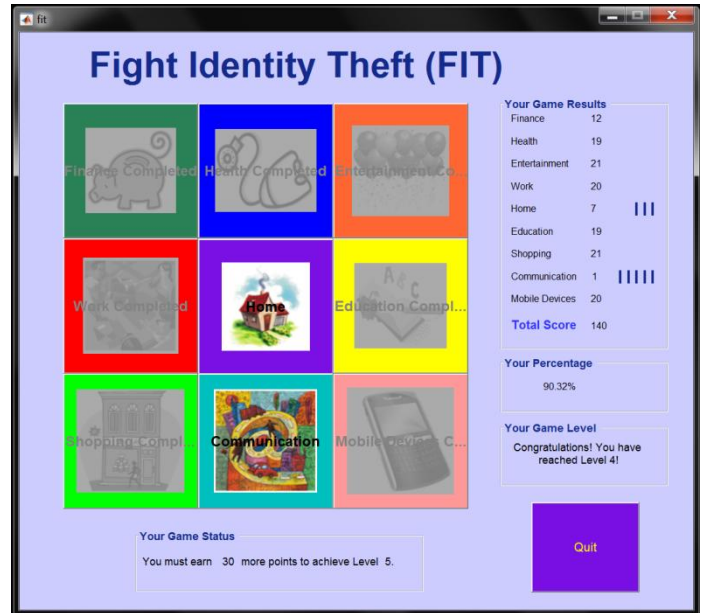 fit
Fight Identity Theft (FIT)
Finance Completed
Health Completed
Entertainment Co...
Work Completed
Home
Education Compl...
Shopping Compl...
Communication
Mobile Devices C...
Your Game Results
Finance 12
Health 19
Entertainment 21
Work 20
Home 7
Education 19
Shopping 21
Communication 1
Mobile Devices 20
Total Score 140
Your Percentage
90.32%
Your Game Level
Congratulations! You have
reached Level 4!
Your Game Status
You must earn 30 more points to achieve Level 5.
Quit